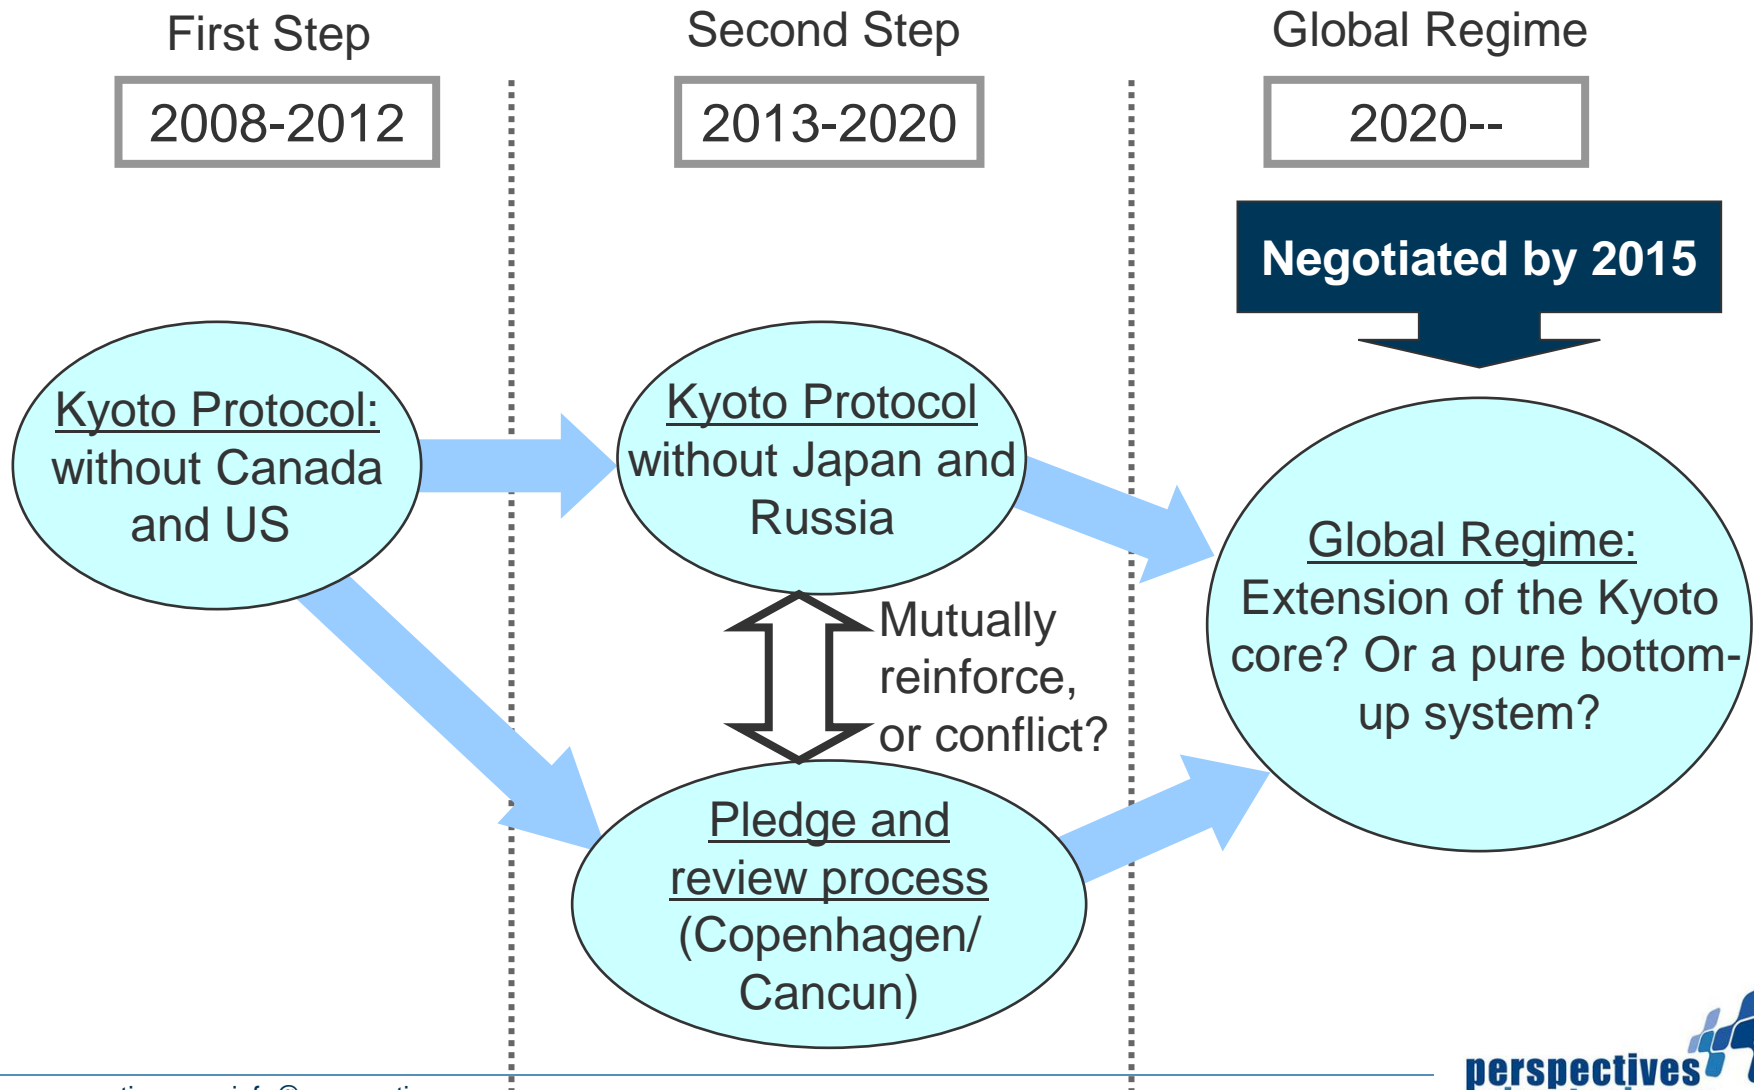 First Step
Second Step
Global Regime
2008-2012
2013-2020
2020--
Negotiated by 2015
Kyoto Protocol:
without Canada
and US
Kyoto Protocol
without Japan and
Russia
Mutually
reinforce,
or conflict?
Pledge and
review process
(Copenhagen/
Cancun)
Global Regime:
Extension of the Kyoto
core? Or a pure bottom-
up system?
perspectives